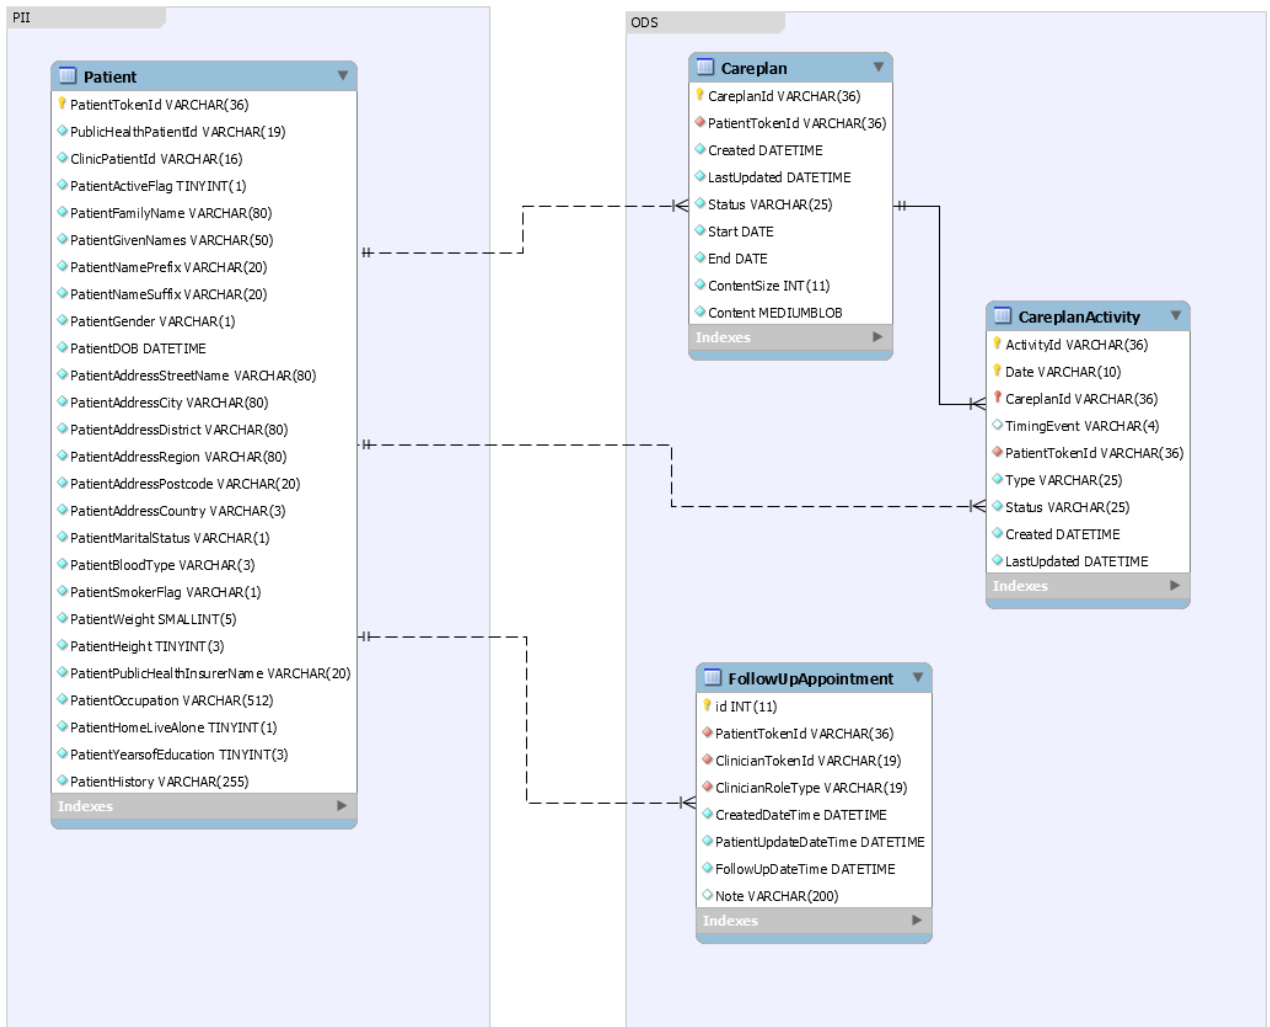 PII
Patient
PatientTokenId VARCHAR(36)
PublicHealthPatientId VARCHAR(19)
ClinicPatientId VARCHAR(16)
PatientActiveFlag TINYINT(1)
PatientFamilyName VARCHAR(80)
PatientGivenNames VARCHAR(50)
PatientNamePrefix VARCHAR(20)
PatientNameSuffix VARCHAR(20)
PatientGender VARCHAR(1)
PatientDOB DATETIME
PatientAddressStreetName VARCHAR(80)
PatientAddressCity VARCHAR(80)
PatientAddressDistrict VARCHAR(80)
PatientAddressRegion VARCHAR(80)
PatientAddressPostcode VARCHAR(20)
PatientAddressCountry VARCHAR(3)
PatientMaritalStatus VARCHAR(1)
PatientBloodType VARCHAR(3)
PatientSmokerFlag VARCHAR(1)
PatientWeight SMALLINT(5)
PatientHeight TINYINT(3)
PatientPublicHealthInsurerName VARCHAR(20)
PatientOccupation VARCHAR(512)
PatientHomeLiveAlone TINYINT(1)
PatientYearsofEducation TINYINT(3)
PatientHistory VARCHAR(255)
Indexes
ODS
Careplan
CareplanId VARCHAR(36)
PatientTokenId VARCHAR(36)
Created DATETIME
LastUpdated DATETIME
Status VARCHAR(25)
Start DATE
End DATE
ContentSize INT(11)
Content MEDIUMBLOB
Indexes
CareplanActivity
ActivityId VARCHAR(36)
Date VARCHAR(10)
CareplanId VARCHAR(36)
TimingEvent VARCHAR(4)
PatientTokenId VARCHAR(36)
Type VARCHAR(25)
Status VARCHAR(25)
Created DATETIME
LastUpdated DATETIME
Indexes
FollowUpAppointment
id INT(11)
PatientTokenId VARCHAR(36)
ClinicianTokenId VARCHAR(19)
ClinicianRoleType VARCHAR(19)
CreatedDateTime DATETIME
PatientUpdateDateTime DATETIME
FollowUpDateTime DATETIME
Note VARCHAR(200)
Indexes